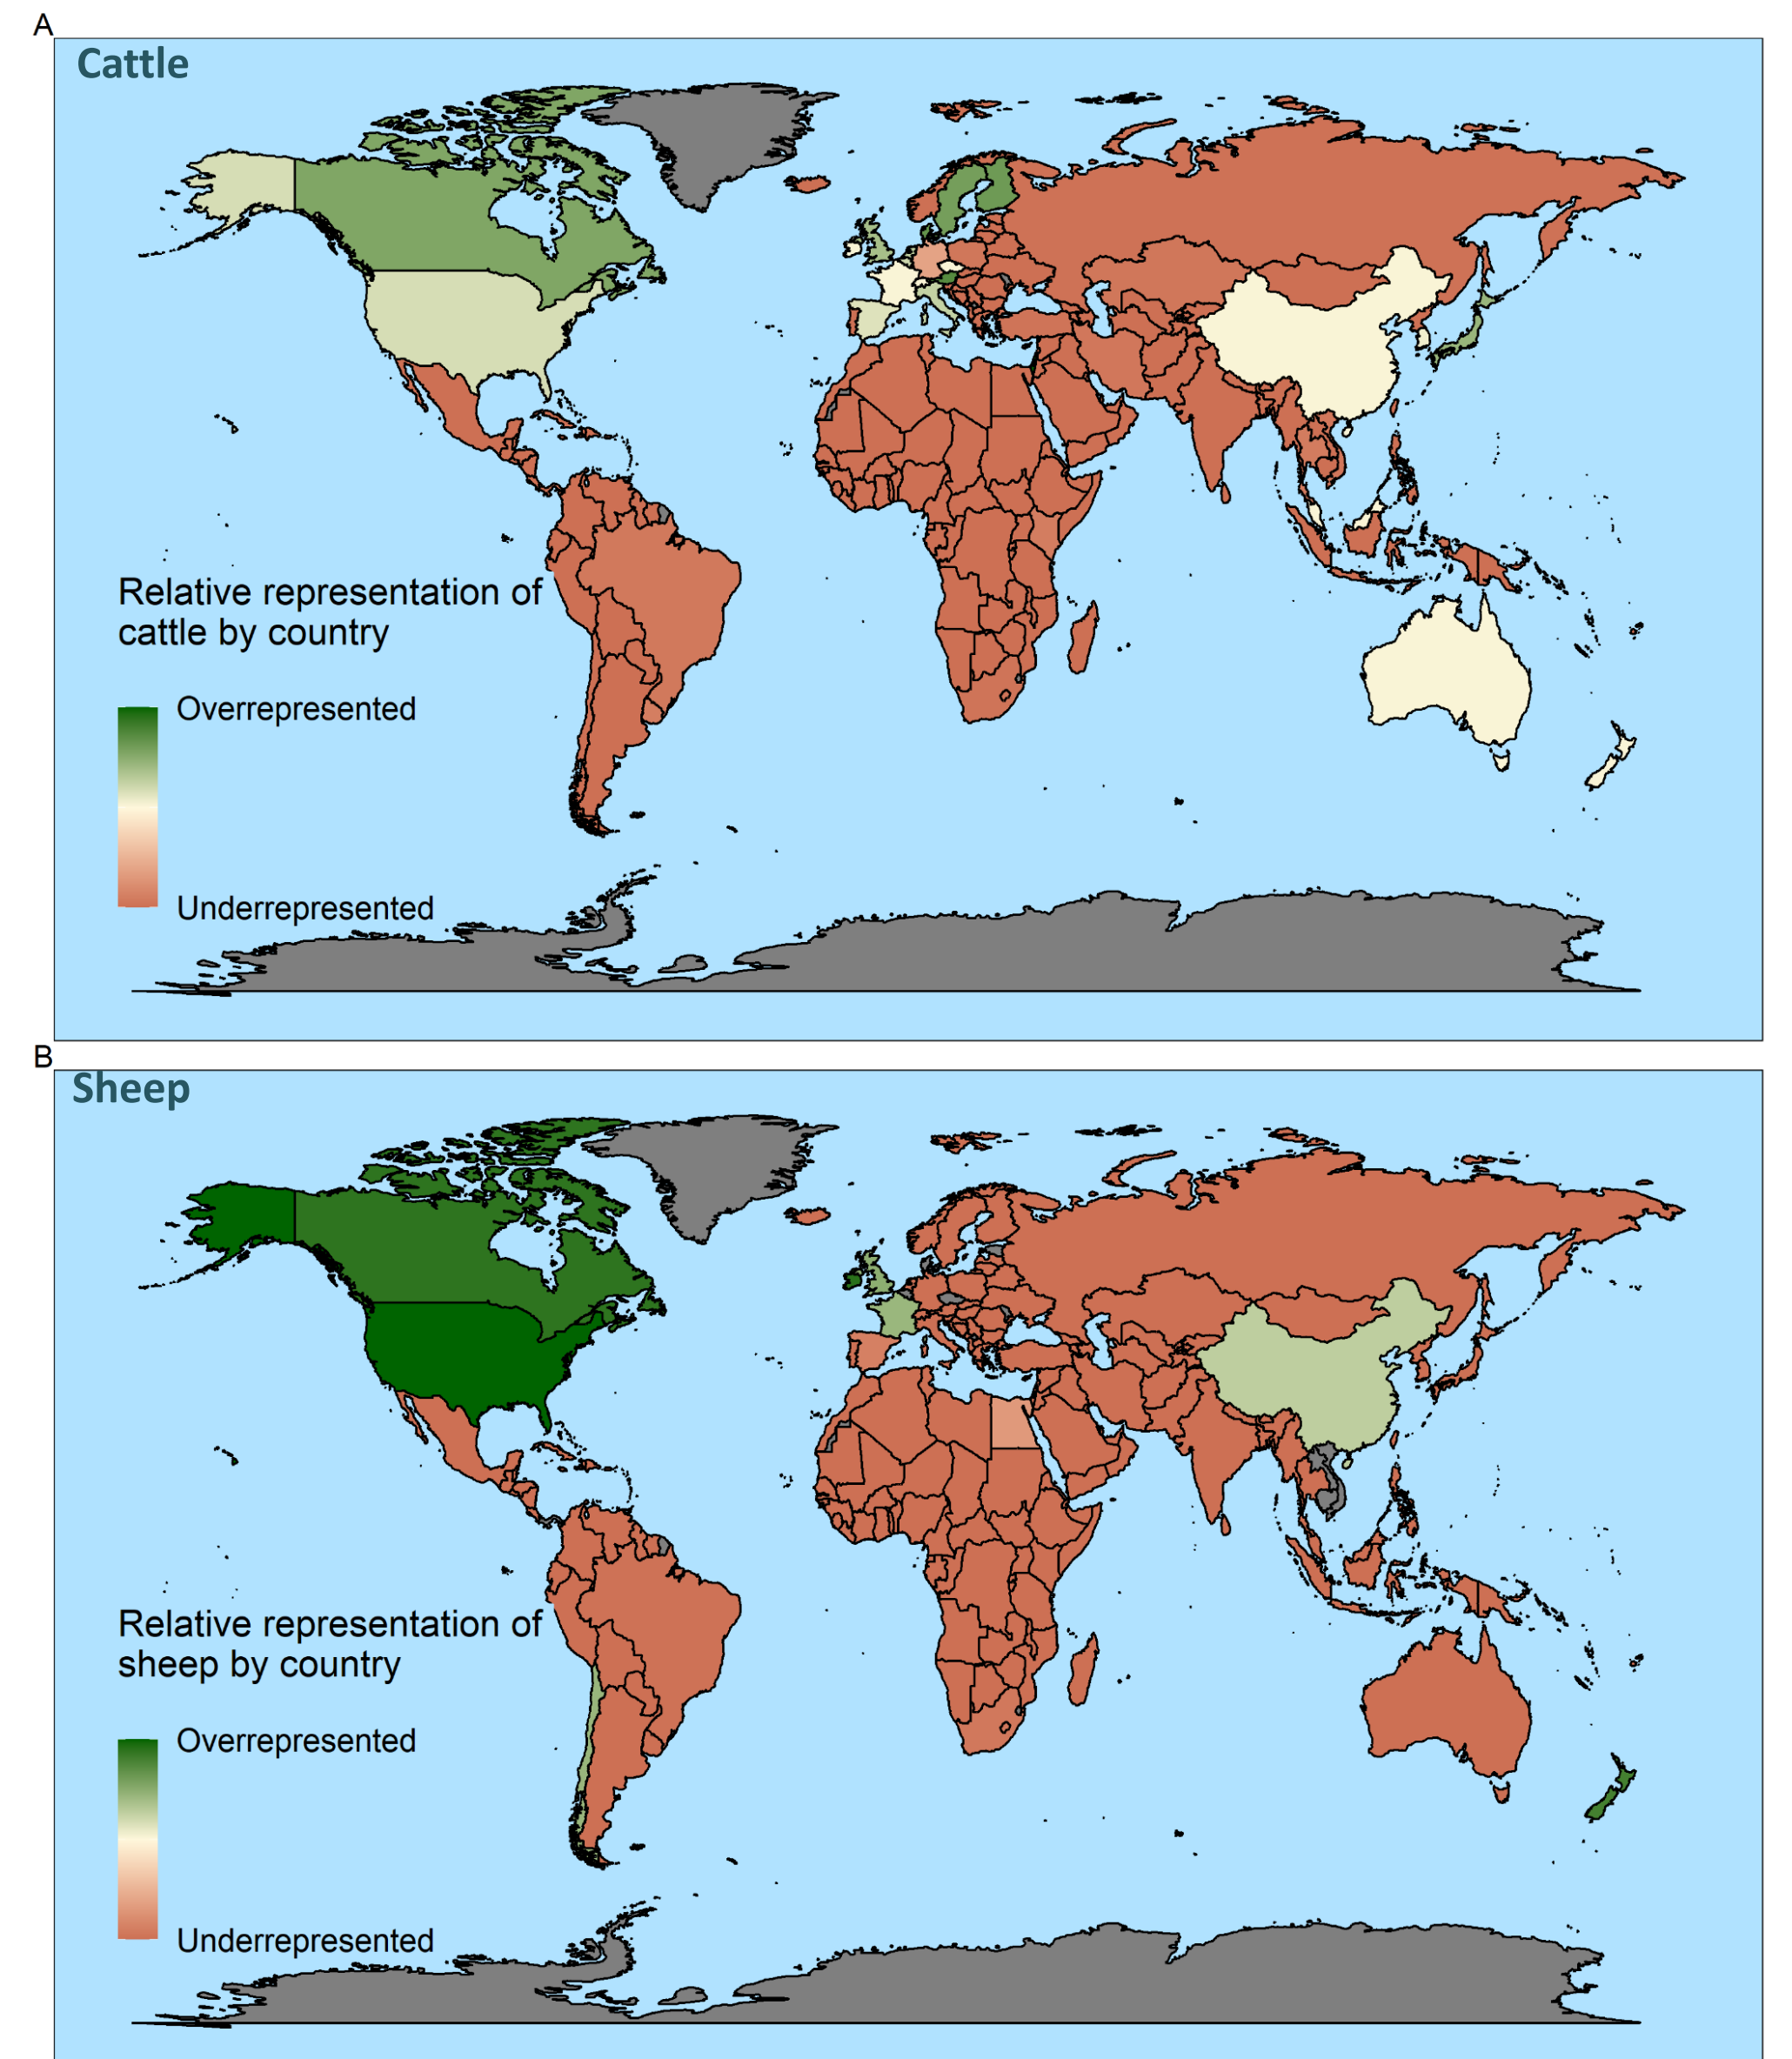 A
Cattle
Relative representation of
cattle by country
Overrepresented
Underrepresented
B
Sheep
Relative representation of
sheep by country
Overrepresented
Underrepresented